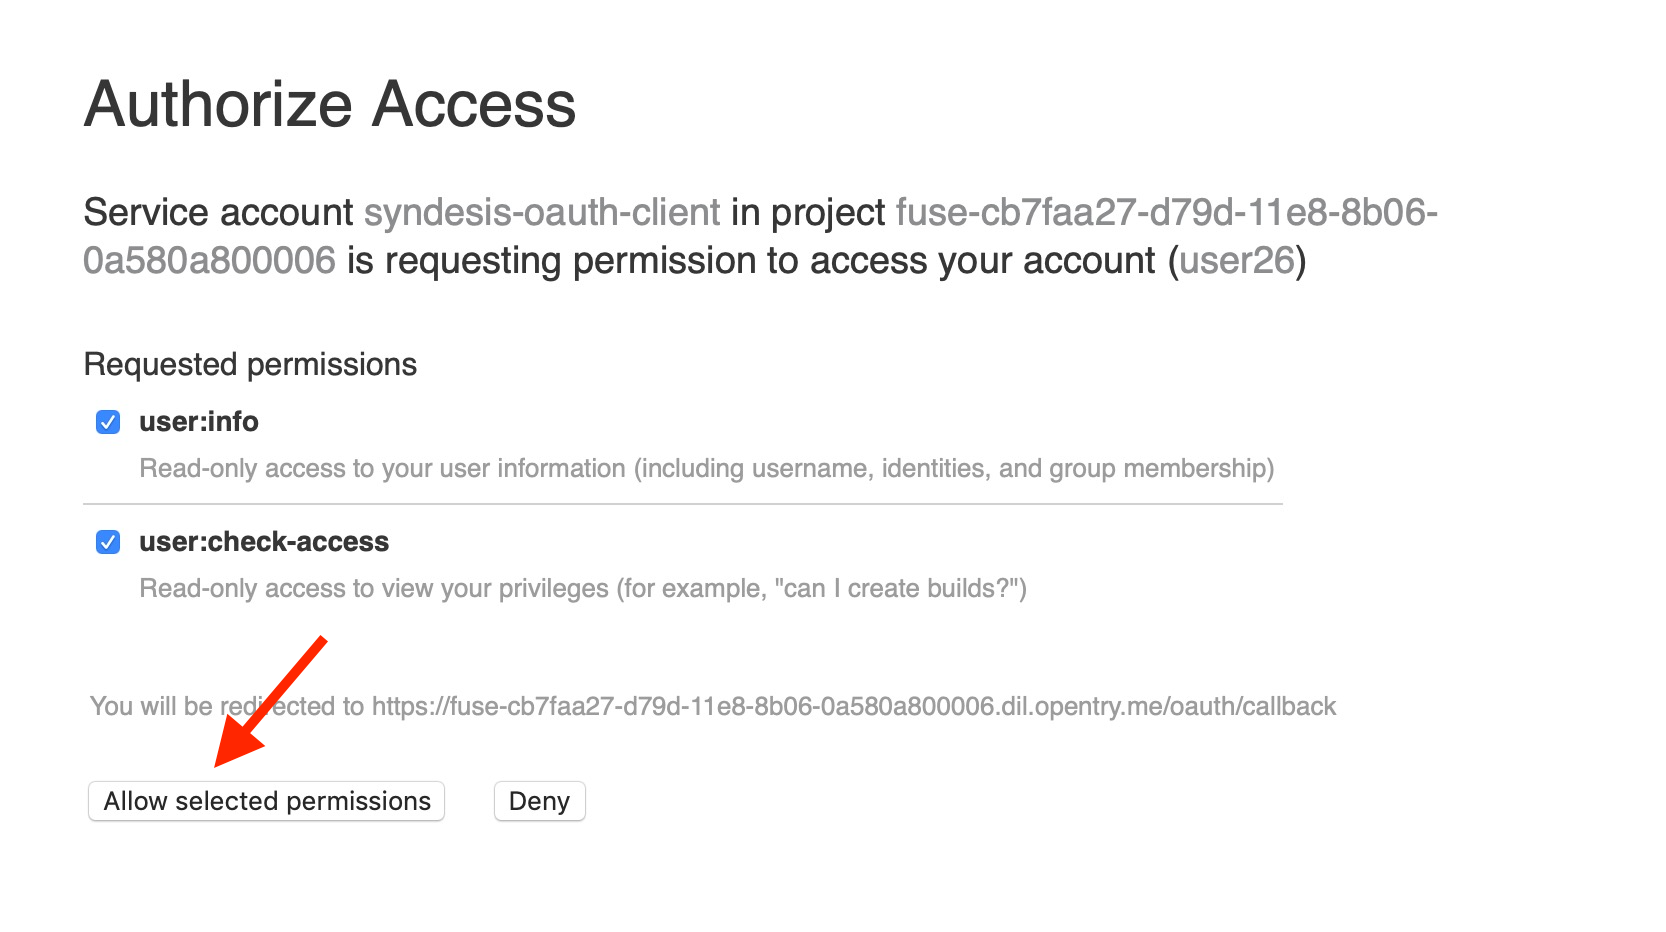 Authorize Access
Service account syndesis-oauth-client in project fuse-cb7faa27-d79d-11e8-8b06-
0a580a800006 is requesting permission to access your account (user26)
Requested permissions
user:info
Read-only access to your user information (including username, identities, and group membership)
user:check-access
Read-only access to view your privileges (for example, "can I create builds?")
You will be redirected to https://fuse-cb7faa27-d79d-11e8-8b06-0a580a800006.dil.opentry.me/oauth/callback
Allow selected permissions Deny